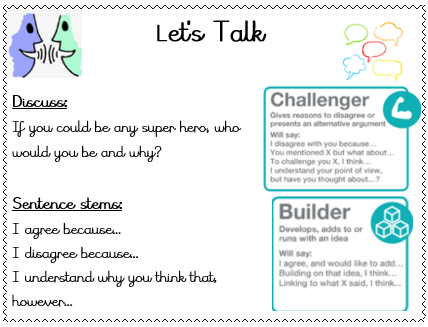 Let's Talk
Discuss:
If you could be any super hero, who
would you be and why?
Sentence stems:
I agree because...
I disagree because...
I understand why you think that,
however...
Challenger
Gives reasons to disagree or
presents an alternative argument
Will say:
I disagree with you because...
You mentioned X but what about...
To challenge you X, I think...
I understand your point of view,
but have you thought about...?
Builder
Develops, adds to or
runs with an idea
Will say:
I agree, and would like to add...
Building on that idea, I think...
Linking to what X said, I think...